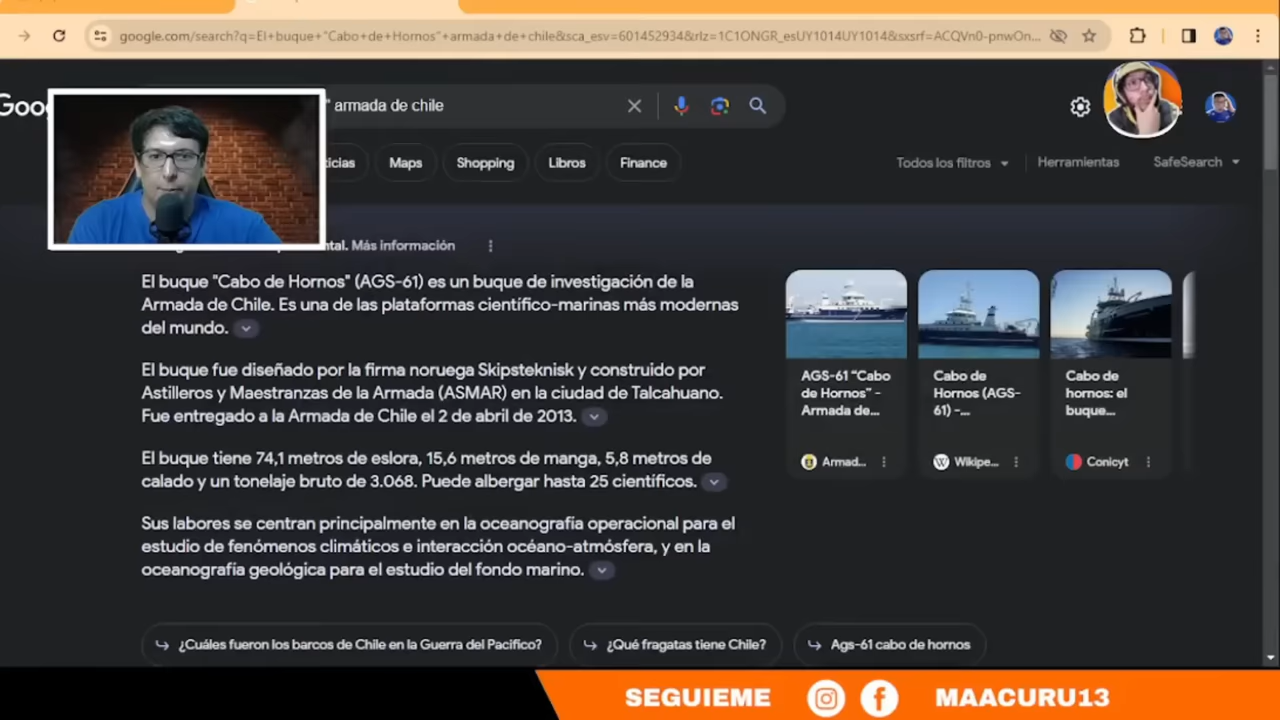 google.com/search?q=El+buque+"Cabo+de+Hornos"+armada+de+chile&sca_esv=601452934&rlz=1C1ONGR_esUY1014UY1014&sxsrf=ACQVn0-pnwOn...
Goog
" armada de chile
icias
Maps
Shopping
Libros
Finance
Todos los filtros
Herramientas
SafeSearch
ntal. Más información
El buque "Cabo de Hornos" (AGS-61) es un buque de investigación de la
Armada de Chile. Es una de las plataformas científico-marinas más modernas
del mundo.
El buque fue diseñado por la firma noruega Skipsteknisk y construido por
Astilleros y Maestranzas de la Armada (ASMAR) en la ciudad de Talcahuano.
Fue entregado a la Armada de Chile el 2 de abril de 2013.
El buque tiene 74,1 metros de eslora, 15,6 metros de manga, 5,8 metros de
calado y un tonelaje bruto de 3.068. Puede albergar hasta 25 científicos.
Sus labores se centran principalmente en la oceanografía operacional para el
estudio de fenómenos climáticos e interacción océano-atmósfera, y en la
oceanografía geológica para el estudio del fondo marino.
AGS-61 "Cabo
de Hornos" -
Armada de...
Armad...
Cabo de
Hornos (AGS-
61) -...
Wikipe...
Cabo de
hornos: el
buque...
Conicyt
¿Cuáles fueron los barcos de Chile en la Guerra del Pacifico?
¿Qué fragatas tiene Chile?
Ags-61 cabo de hornos
SEGUIEME
MAACURU13